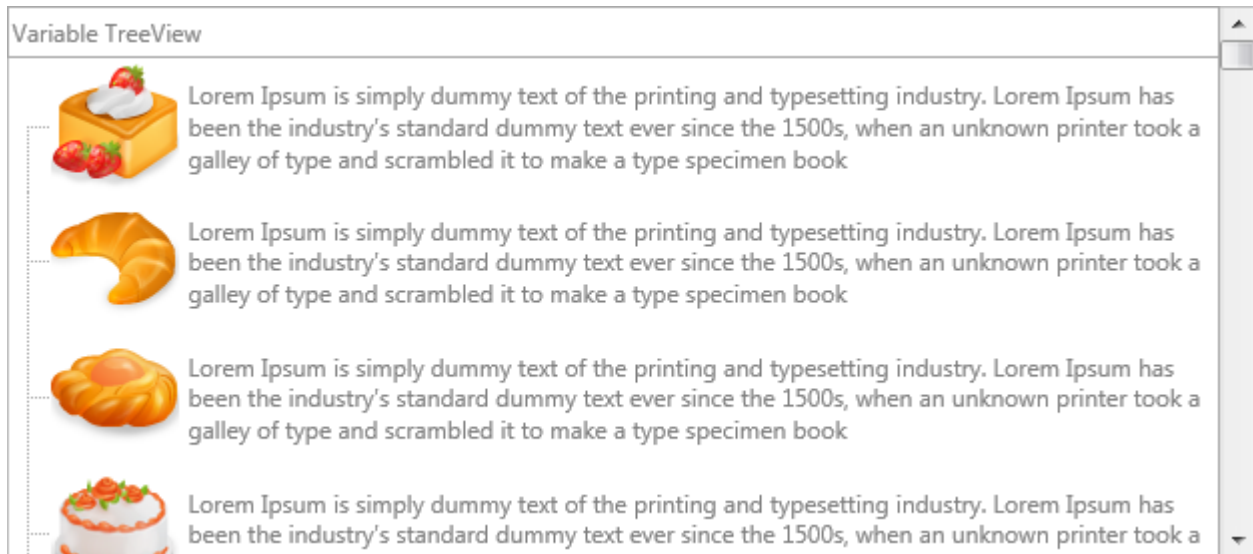 Variable TreeView
Lorem Ipsum is simply dummy text of the printing and typesetting industry. Lorem Ipsum has
been the industry's standard dummy text ever since the 1500s, when an unknown printer took a
galley of type and scrambled it to make a type specimen book
Lorem Ipsum is simply dummy text of the printing and typesetting industry. Lorem Ipsum has
been the industry's standard dummy text ever since the 1500s, when an unknown printer took a
galley of type and scrambled it to make a type specimen book
Lorem Ipsum is simply dummy text of the printing and typesetting industry. Lorem Ipsum has
been the industry's standard dummy text ever since the 1500s, when an unknown printer took a
galley of type and scrambled it to make a type specimen book
Lorem Ipsum is simply dummy text of the printing and typesetting industry. Lorem Ipsum has
been the industry's standard dummy text ever since the 1500s, when an unknown printer took a